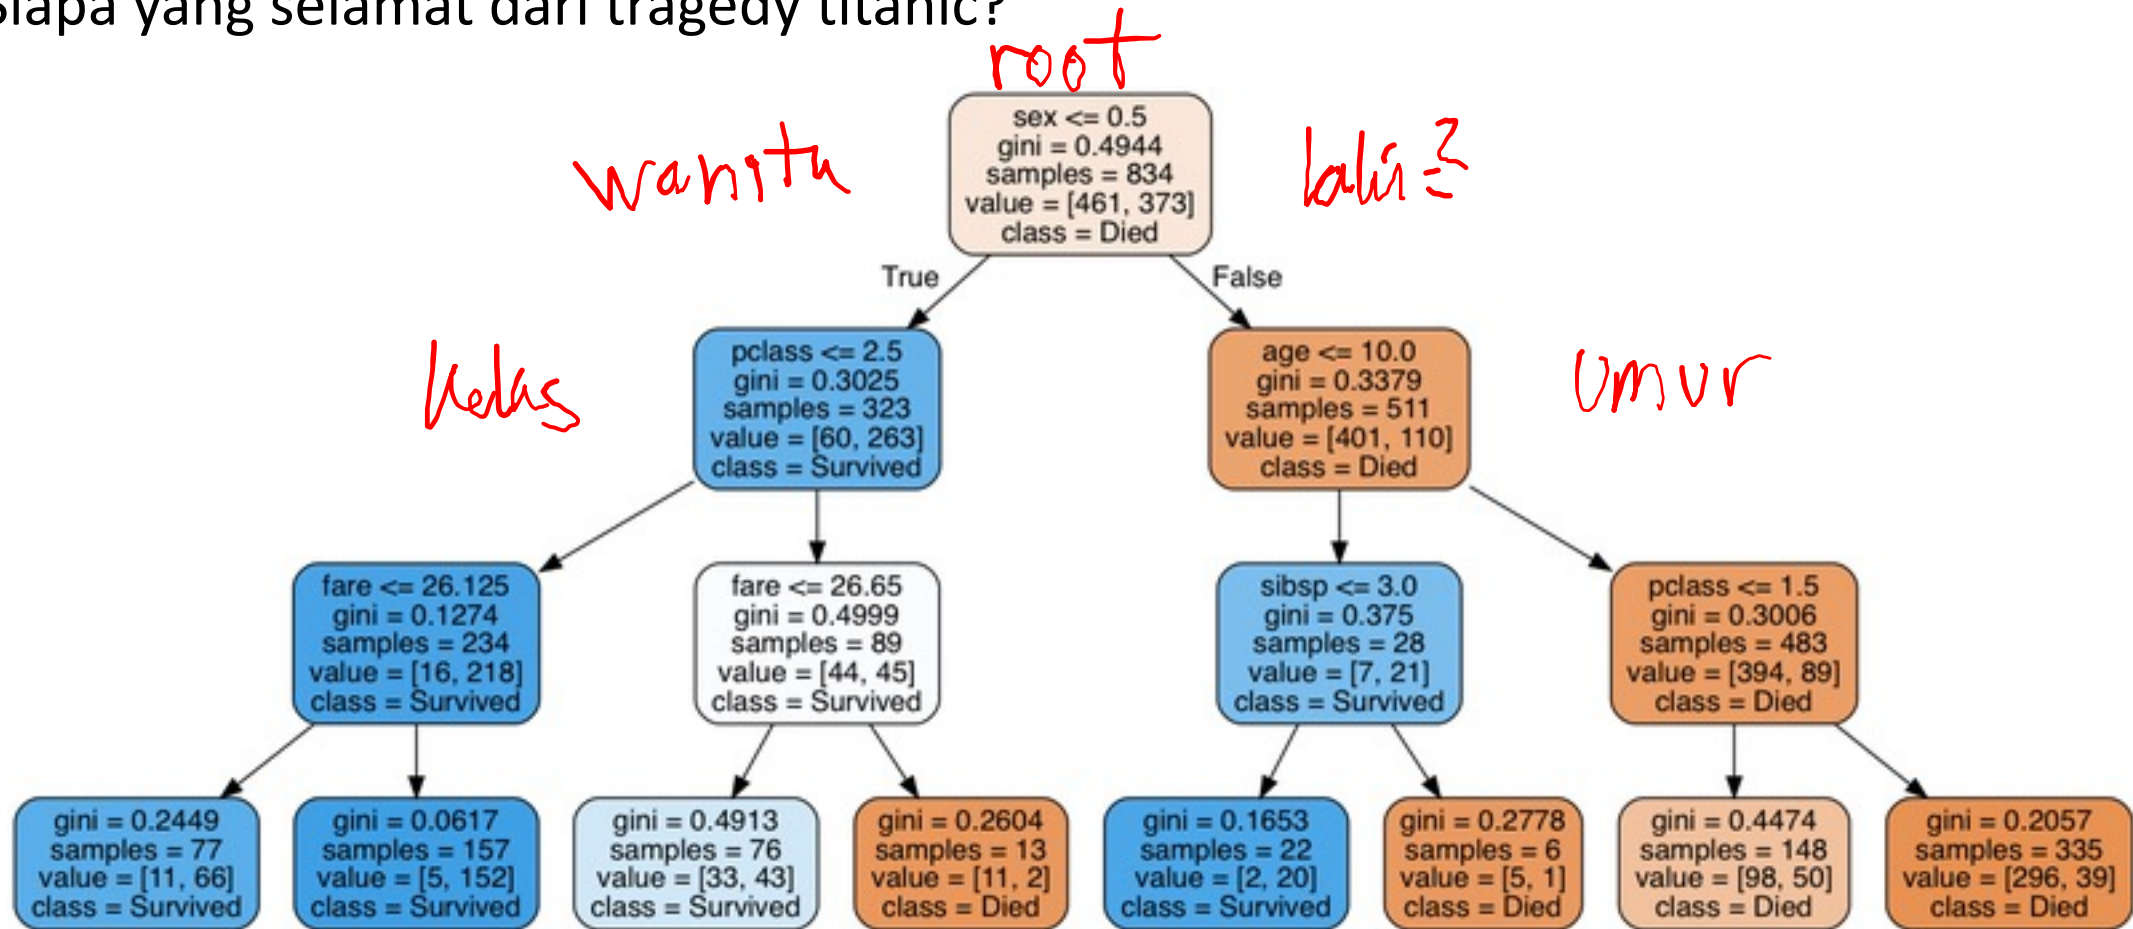 siapa yang selamat dari tragedy titanic?
root
wanita
laki2
sex <= 0.5
gini = 0.4944
samples = 834
value = [461, 373]
class = Died
True
False
kelas
pclass <= 2.5
gini = 0.3025
samples = 323
value = [60, 263]
class = Survived
age <= 10.0
gini = 0.3379
samples = 511
value = [401, 110]
class = Died
Umur
fare <= 26.125
gini = 0.1274
samples = 234
value = [16, 218]
class = Survived
fare <= 26.65
gini = 0.4999
samples = 89
value = [44, 45]
class = Survived
sibsp <= 3.0
gini = 0.375
samples = 28
value = [7, 21]
class = Survived
pclass <= 1.5
gini = 0.3006
samples = 483
value = [394, 89]
class = Died
gini = 0.2449
samples = 77
value = [11, 66]
class = Survived
gini = 0.0617
samples = 157
value = [5, 152]
class = Survived
gini = 0.4913
samples = 76
value = [33, 43]
class = Survived
gini = 0.2604
samples = 13
value = [11, 2]
class = Died
gini = 0.1653
samples = 22
value = [2, 20]
class = Survived
gini = 0.2778
samples = 6
value = [5, 1]
class = Died
gini = 0.4474
samples = 148
value = [98, 50]
class = Died
gini = 0.2057
samples = 335
value = [296, 39]
class = Died